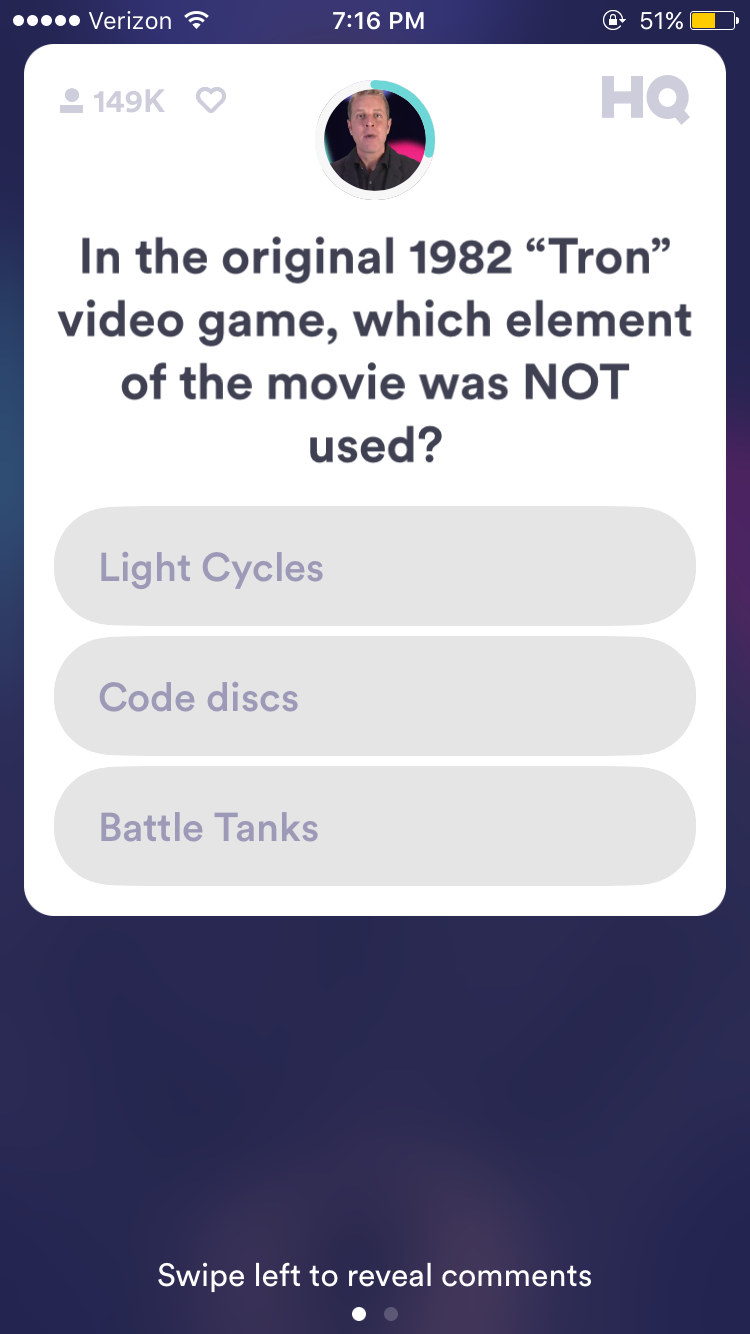 Verizon 7:16 PM 51%
149K HQ
In the original 1982 “Tron”
video game, which element
of the movie was NOT
used?
Light Cycles
Code discs
Battle Tanks
Swipe left to reveal comments